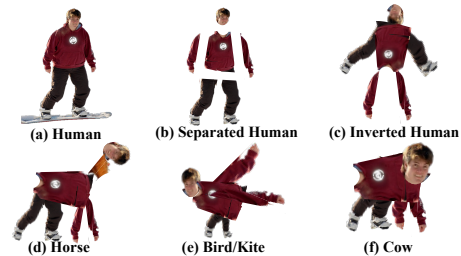 (a) Human
(b) Separated Human
(c) Inverted Human
(d) Horse
(e) Bird/Kite
(f) Cow